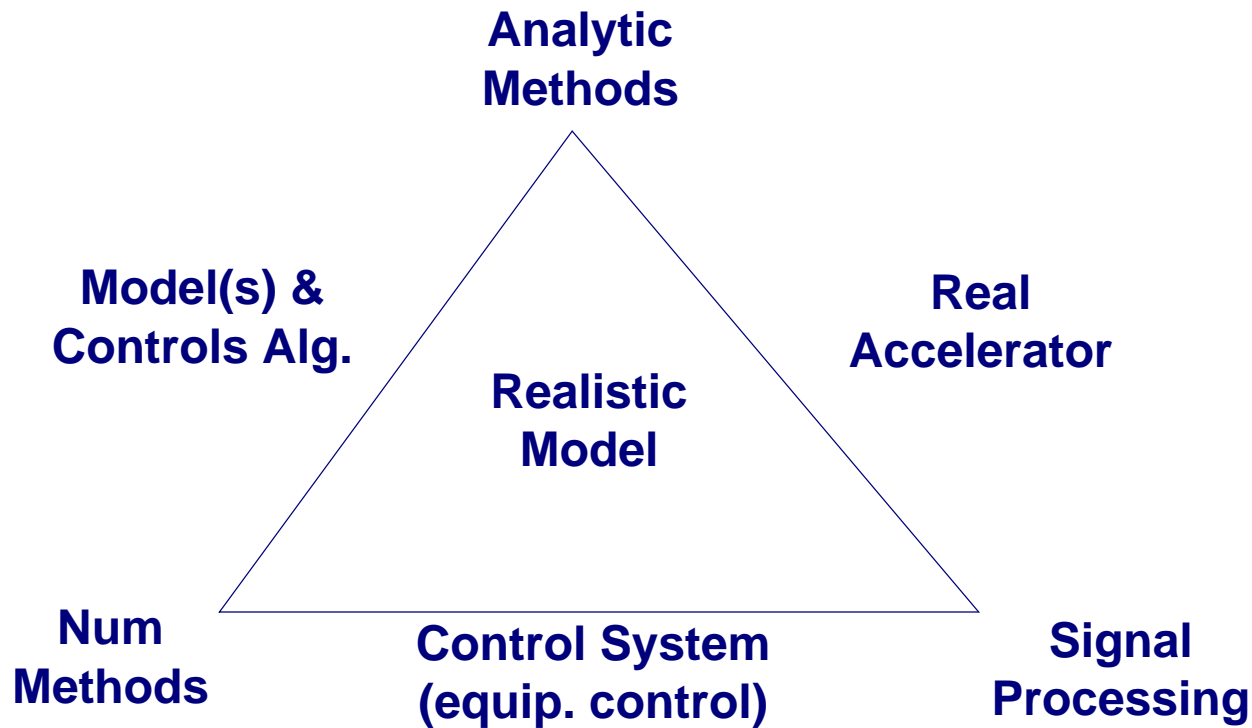 Analytic
Methods
Model(s) &
Controls Alg.
Real
Accelerator
Realistic
Model
Num
Methods
Control System
(equip. control)
Signal
Processing